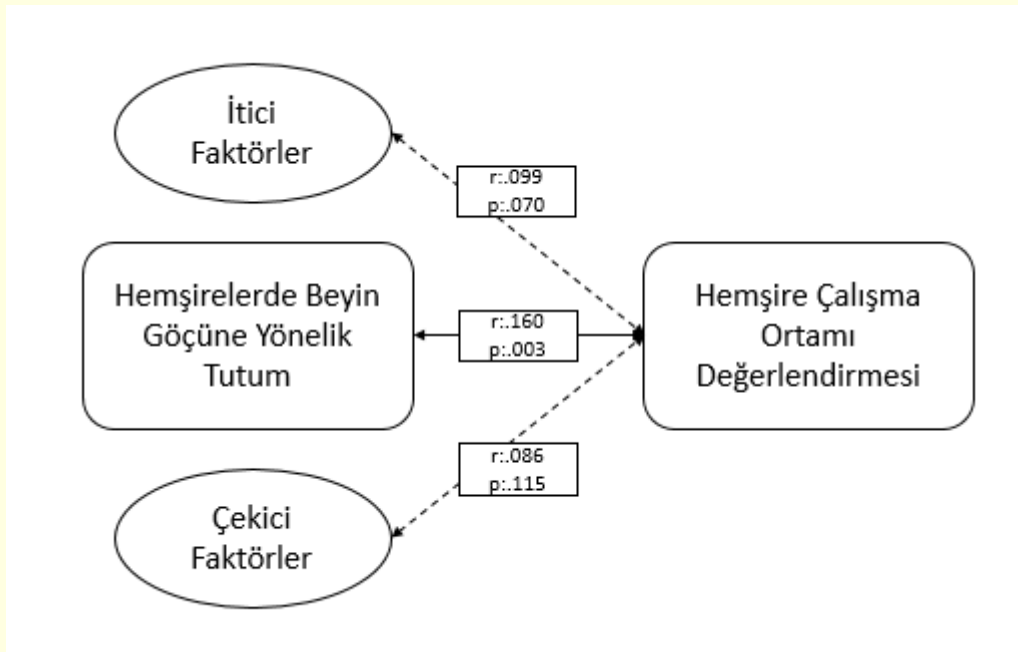 İtici
Faktörler
r:.099
p:.070
Hemşirelerde Beyin
Göçüne Yönelik
Tutum
r:.160
p:.003
Hemşire Çalışma
Ortamı
Değerlendirmesi
r:.086
p:.115
Çekici
Faktörler